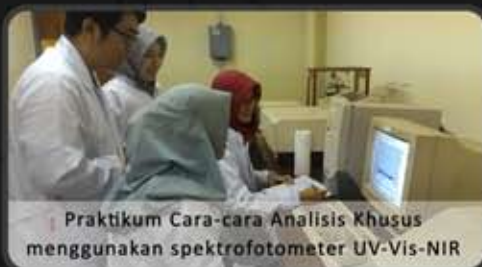 Praktikum Cara-cara Analisis Khusus
menggunakan spektrofotometer UV-Vis-NIR